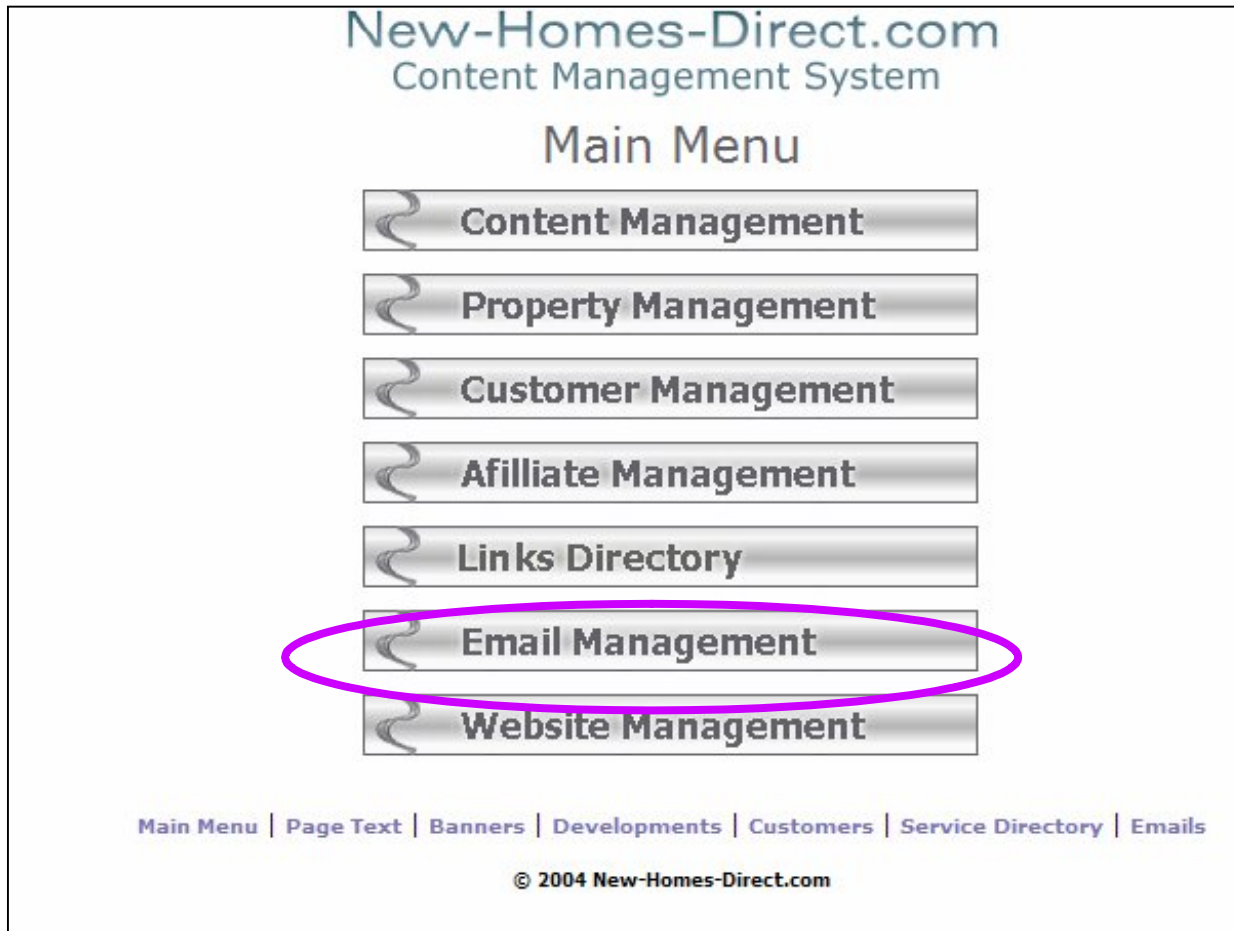 New-Homes-Direct.com
Content Management System
Main Menu
Content Management
Property Management
Customer Management
Afilliate Management
Links Directory
Email Management
Website Management
Main Menu | Page Text | Banners | Developments | Customers | Service Directory | Emails
© 2004 New-Homes-Direct.com